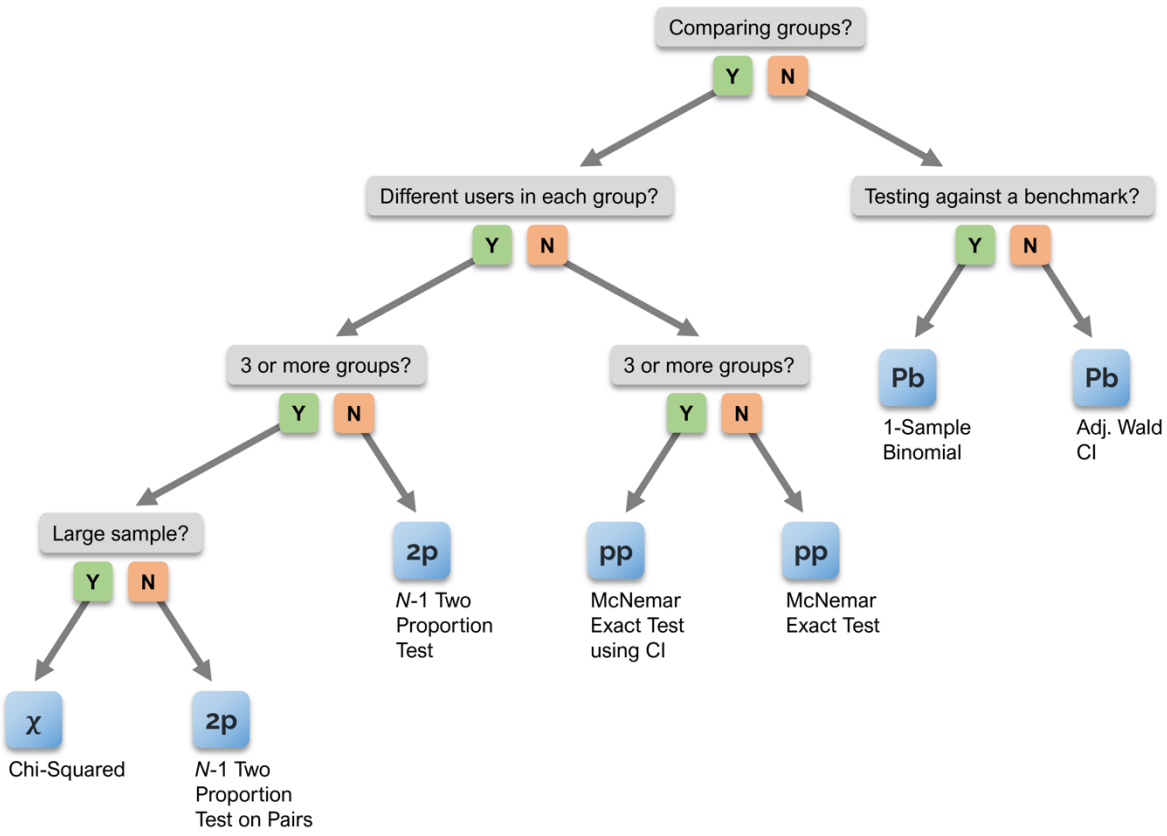 Comparing groups?
Y N
Different users in each group?
Testing against a benchmark?
Y N
Y N
3 or more groups?
3 or more groups?
Pb
Pb
Y N
Y N
1-Sample
Binomial
Adj. Wald
CI
Large sample?
2p
pp
pp
Y N
N-1 Two
Proportion
Test
McNemar
Exact Test
using CI
McNemar
Exact Test
χ
2p
Chi-Squared
N-1 Two
Proportion
Test on Pairs